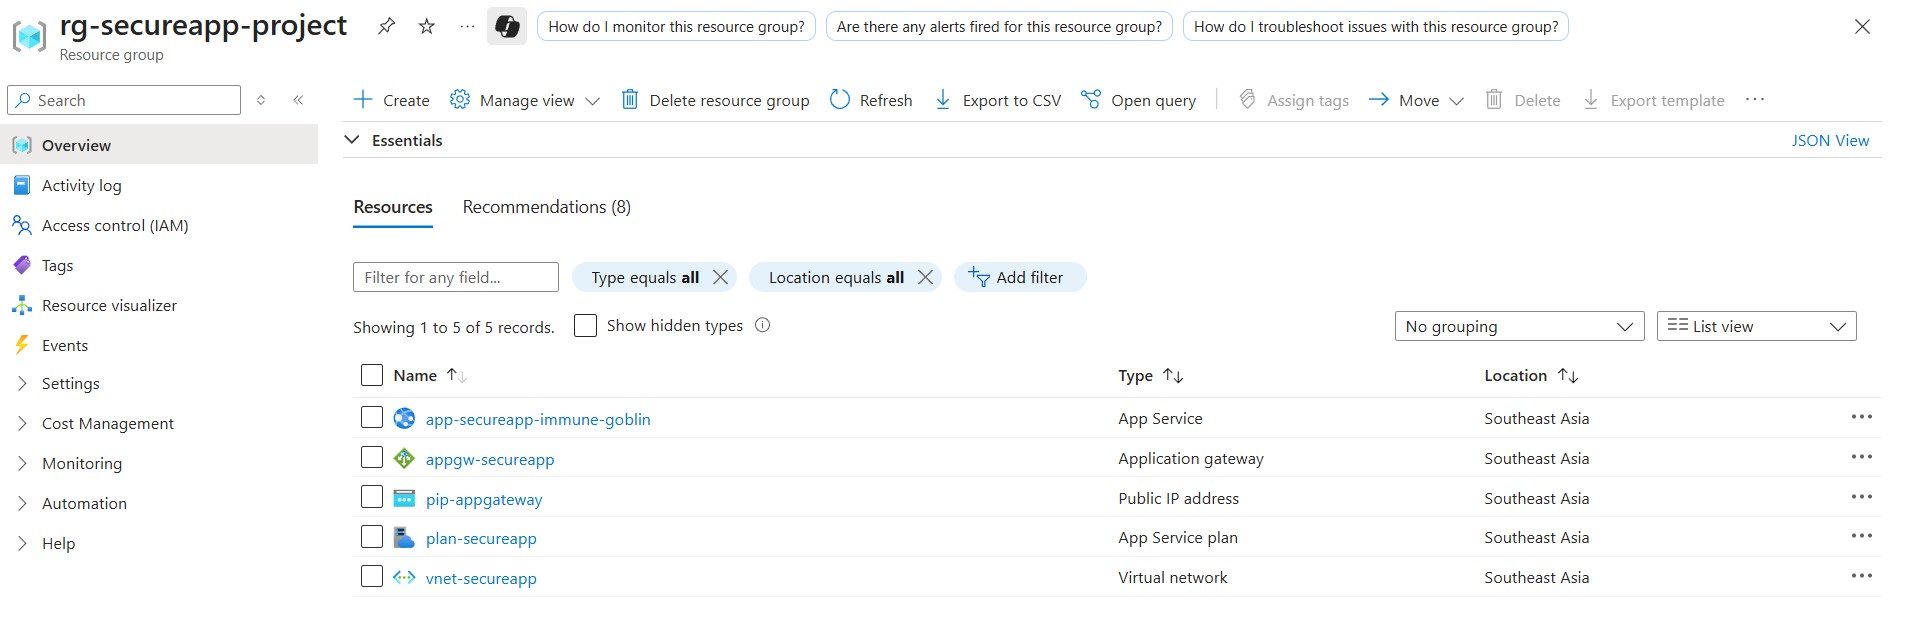 rg-secureapp-project
Resource group
How do I monitor this resource group?
Are there any alerts fired for this resource group?
How do I troubleshoot issues with this resource group?
Search
Create
Manage view
Delete resource group
Refresh
Export to CSV
Open query
Assign tags
Move
Delete
Export template
Overview
Activity log
Access control (IAM)
Tags
Resource visualizer
Events
Settings
Cost Management
Monitoring
Automation
Help
Essentials
JSON View
Resources
Recommendations (8)
Filter for any field...
Type equals all
Location equals all
Add filter
Showing 1 to 5 of 5 records.
Show hidden types
No grouping
List view
Name Type Location
app-secureapp-immune-goblin App Service Southeast Asia
appgw-secureapp Application gateway Southeast Asia
pip-appgateway Public IP address Southeast Asia
plan-secureapp App Service plan Southeast Asia
vnet-secureapp Virtual network Southeast Asia